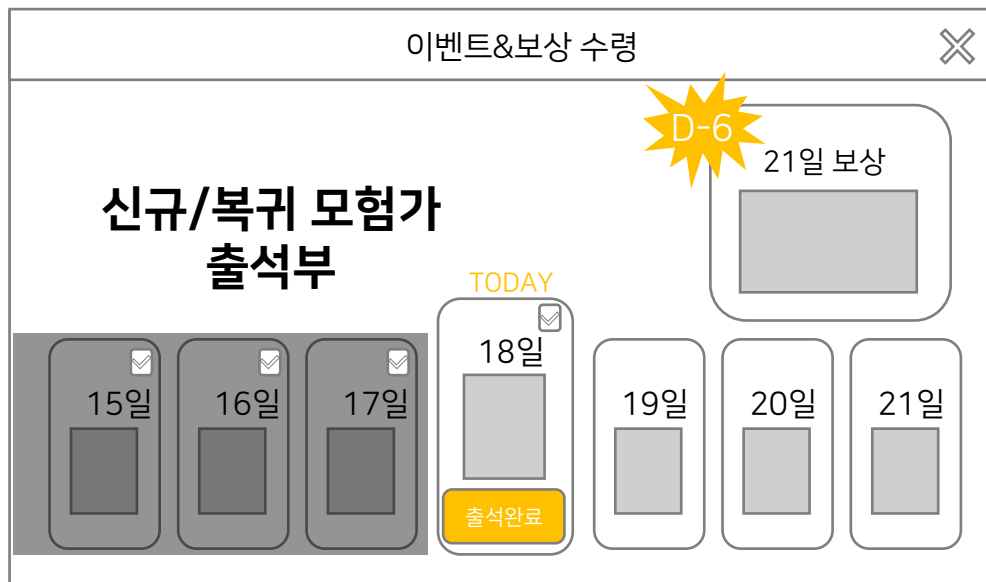 이벤트&보상 수령
D-6
21일 보상
신규/복귀 모험가
출석부
TODAY
15일
16일
17일
18일
19일
20일
21일
출석완료